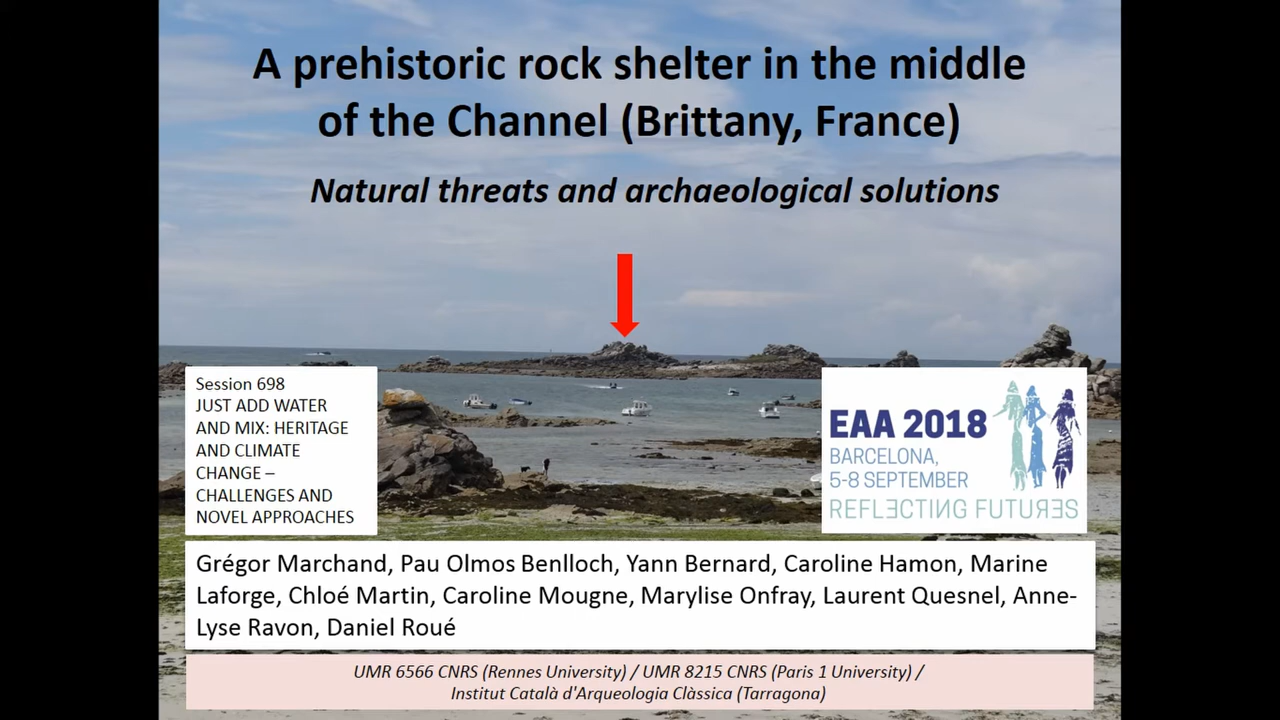 A prehistoric rock shelter in the middle
of the Channel (Brittany, France)
Natural threats and archaeological solutions
Session 698
JUST ADD WATER
AND MIX: HERITAGE
AND CLIMATE
CHANGE –
CHALLENGES AND
NOVEL APPROACHES
EAA 2018
BARCELONA,
5-8 SEPTEMBER
REFLECTING FUTURES
Grégor Marchand, Pau Olmos Benlloch, Yann Bernard, Caroline Hamon, Marine
Laforge, Chloé Martin, Caroline Mougne, Marylise Onfray, Laurent Quesnel, Anne-
Lyse Ravon, Daniel Roué
UMR 6566 CNRS (Rennes University) / UMR 8215 CNRS (Paris 1 University) /
Institut Català d'Arqueologia Clàssica (Tarragona)